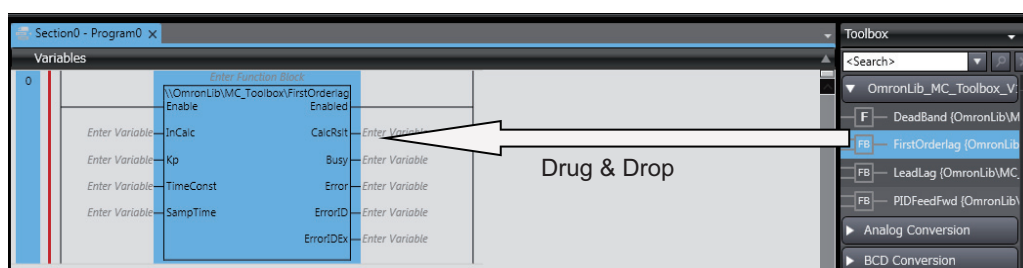 Section0 - Program0
Toolbox
Variables
<Search>
0
Enter Function Block
\\OmronLib\MC_Toolbox\FirstOrderlag
Enable Enabled
Enter Variable InCalc CalcRslt Enter Variable
Enter Variable Kp Busy Enter Variable
Enter Variable TimeConst Error Enter Variable
Enter Variable SampTime ErrorID Enter Variable
ErrorIDEx Enter Variable
Drug & Drop
OmronLib_MC_Toolbox_V
F DeadBand {OmronLib\M
FB FirstOrderlag {OmronLib
FB LeadLag {OmronLib\MC_
FB PIDFeedFwd {OmronLib\
Analog Conversion
BCD Conversion